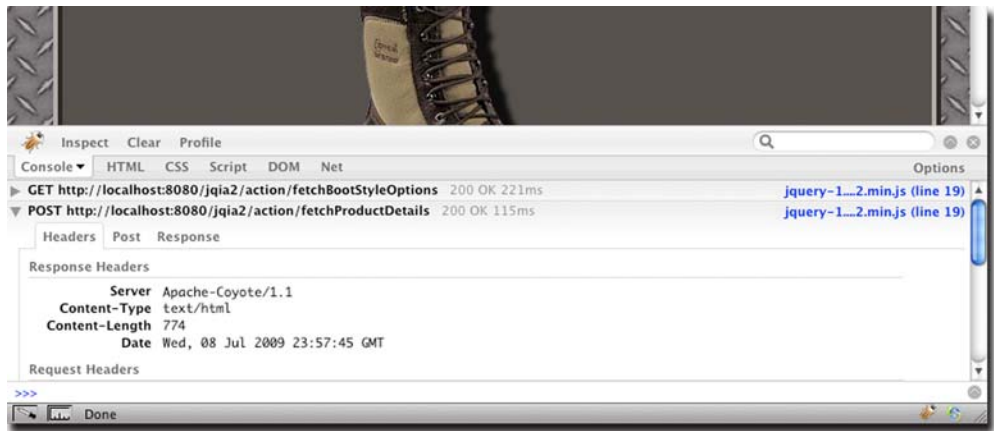 Inspect Clear Profile
Console HTML CSS Script DOM Net Options
GET http://localhost:8080/jqia2/action/fetchBootStyleOptions 200 OK 221ms jquery-1....2.min.js (line 19)
POST http://localhost:8080/jqia2/action/fetchProductDetails 200 OK 115ms jquery-1....2.min.js (line 19)
Headers Post Response
Response Headers
Server Apache-Coyote/1.1
Content-Type text/html
Content-Length 774
Date Wed, 08 Jul 2009 23:57:45 GMT
Request Headers
>>>
Done